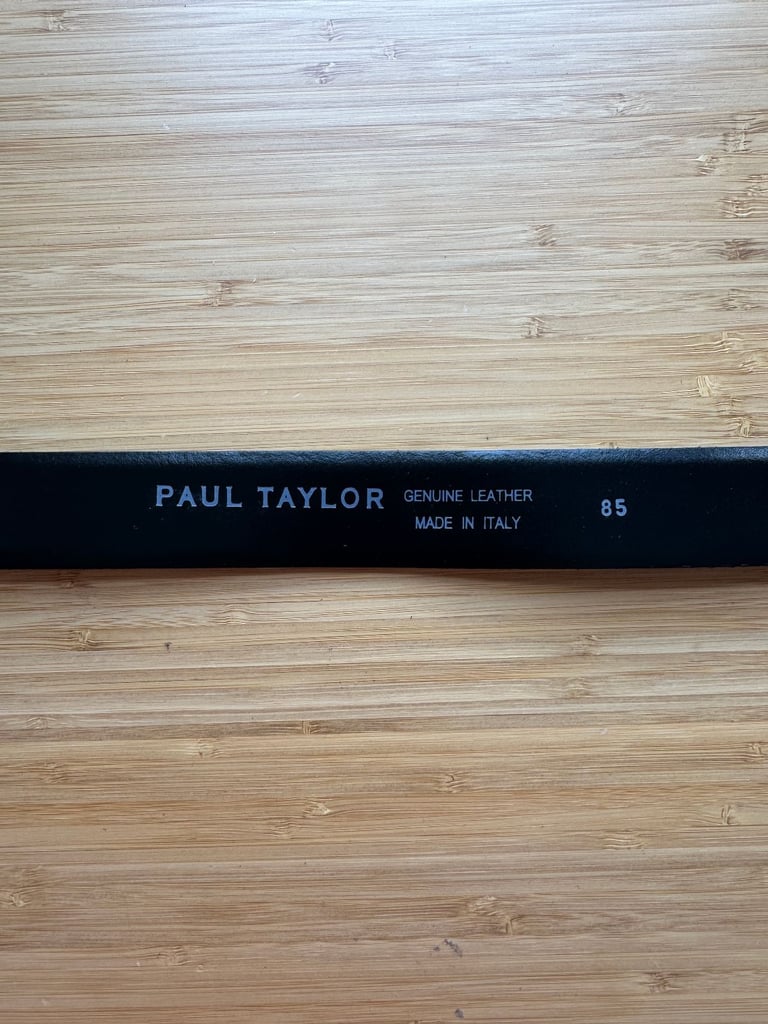 PAUL TAYLOR
GENUINE LEATHER
MADE IN ITALY
85